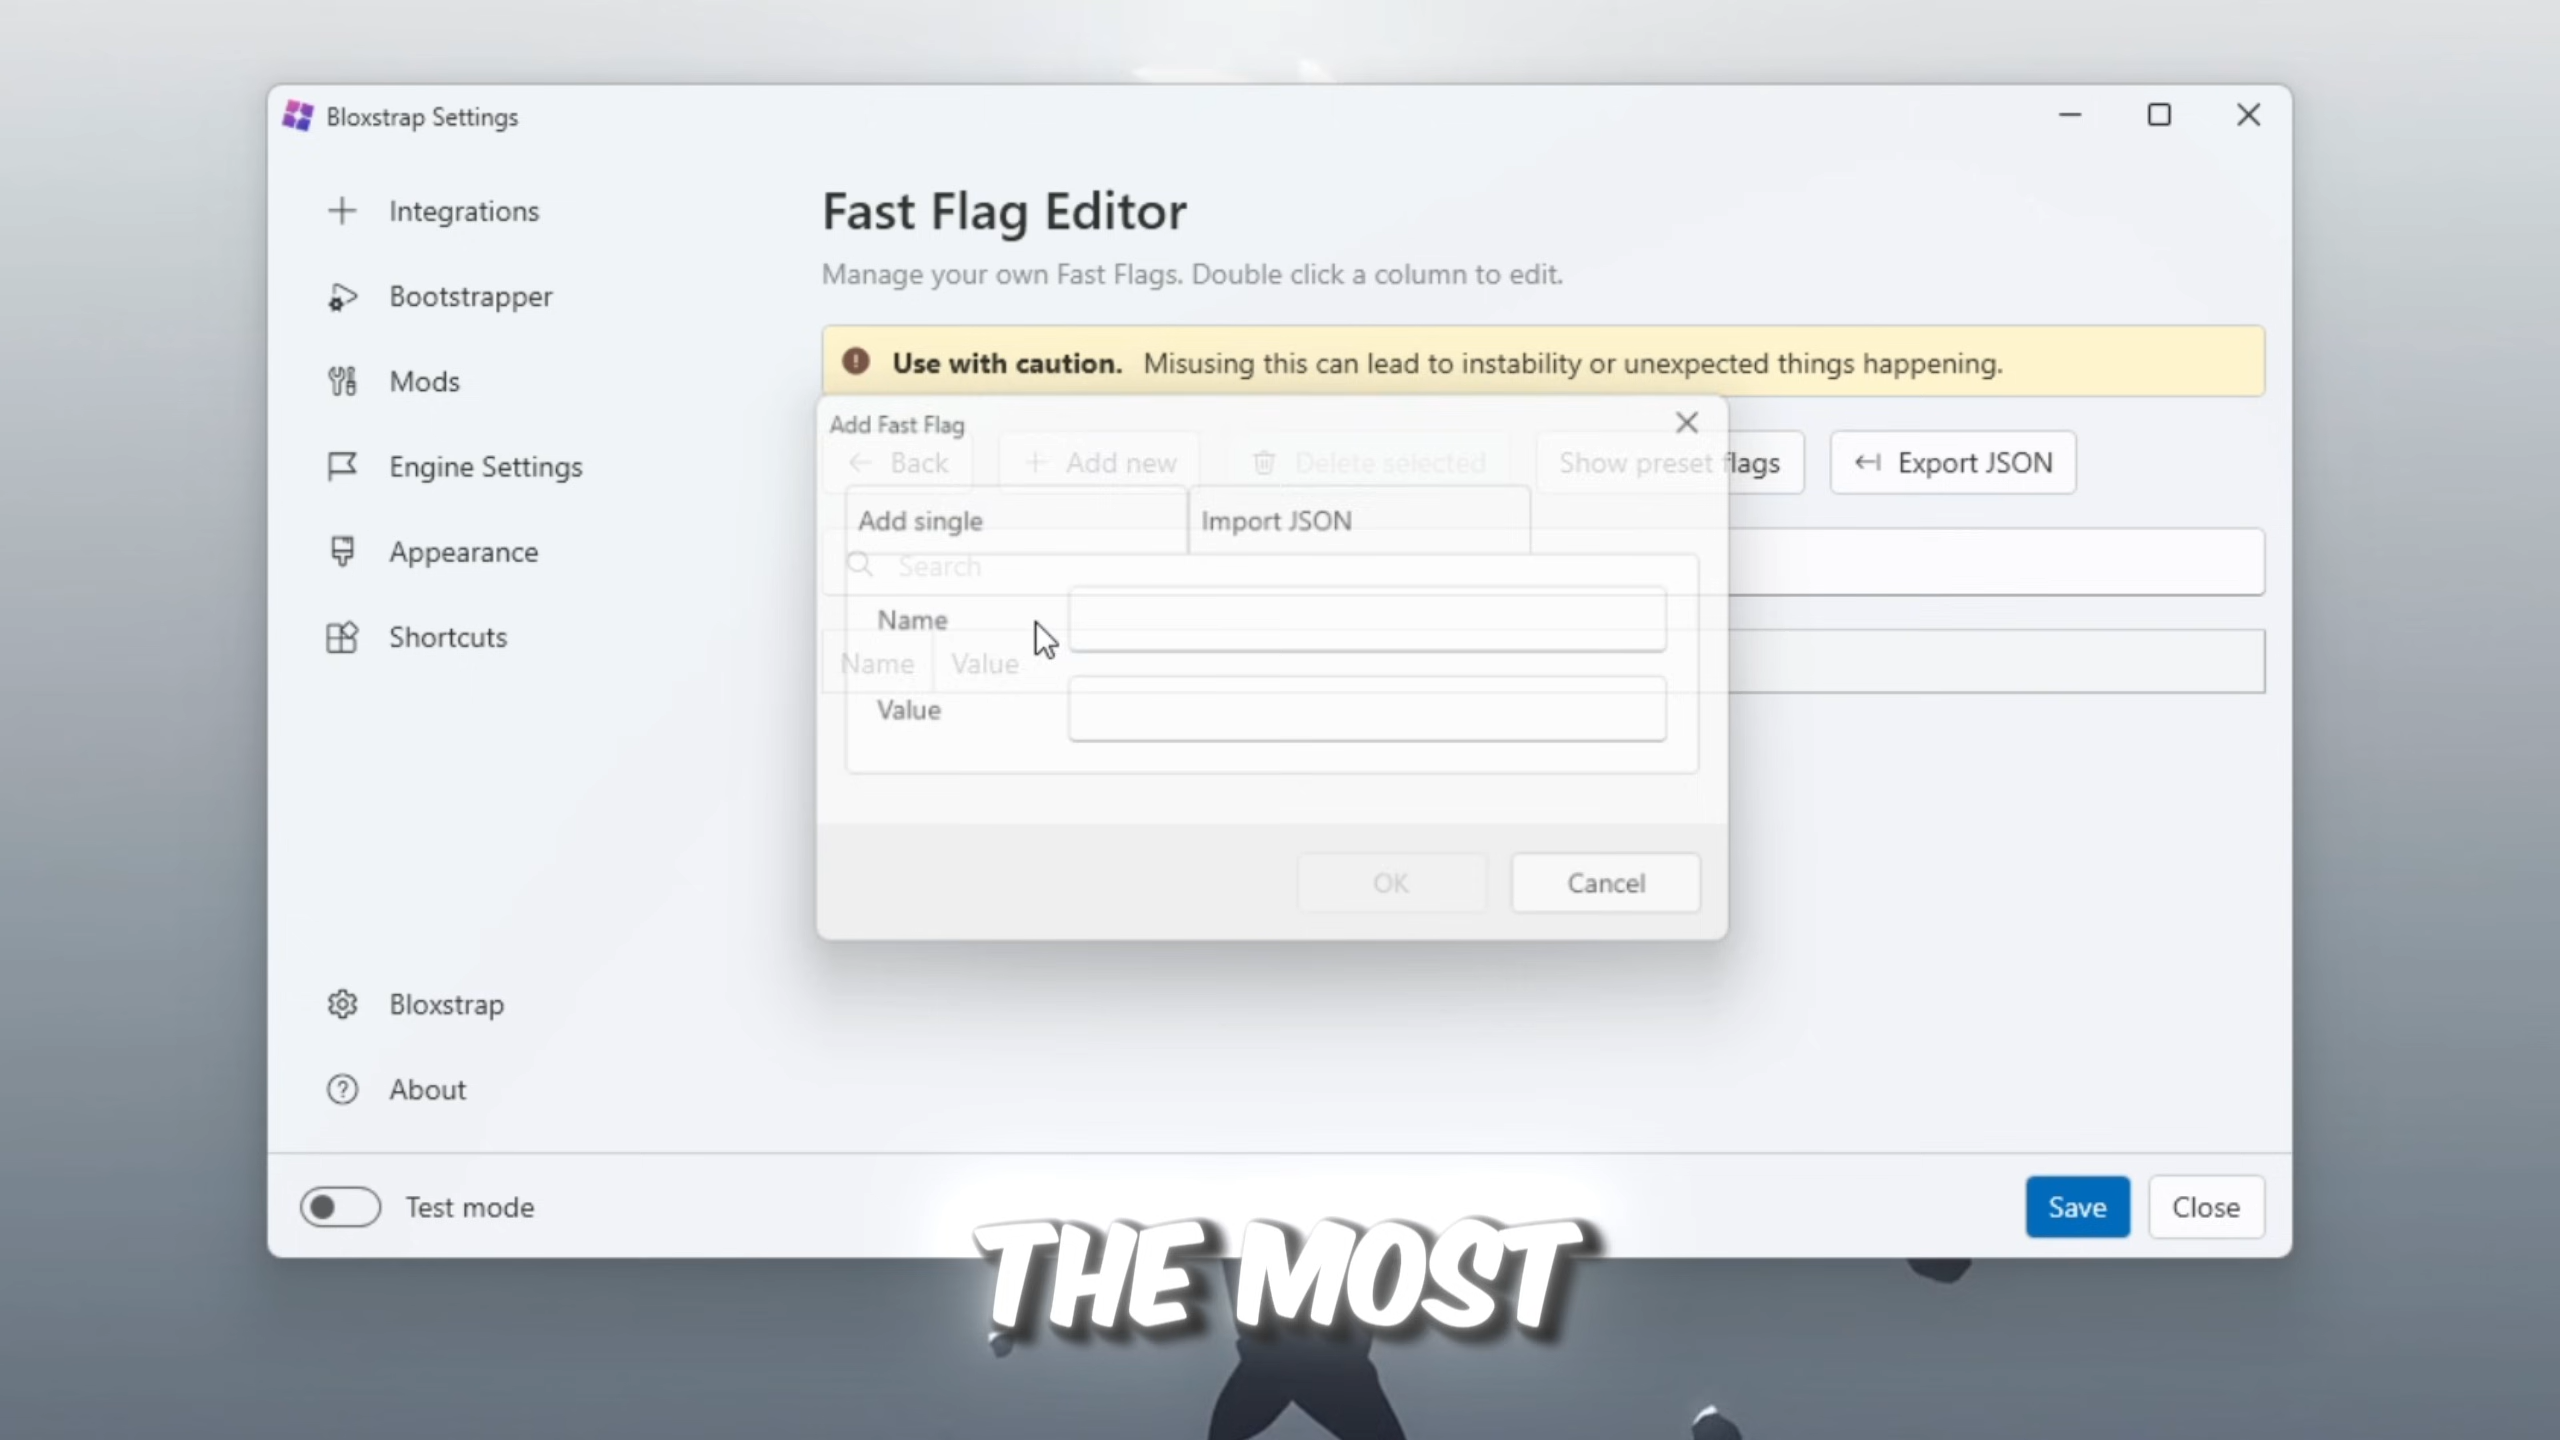 Bloxstrap Settings
Integrations
Bootstrapper
Mods
Engine Settings
Appearance
Shortcuts
Bloxstrap
About
Test mode
Fast Flag Editor
Manage your own Fast Flags. Double click a column to edit.
Use with caution. Misusing this can lead to instability or unexpected things happening.
Add Fast Flag
Back
Add new
Delete selected
Show preset flags
Export JSON
Add single
Import JSON
Search
Name
Name
Value
Value
OK
Cancel
Save
Close
THE MOST